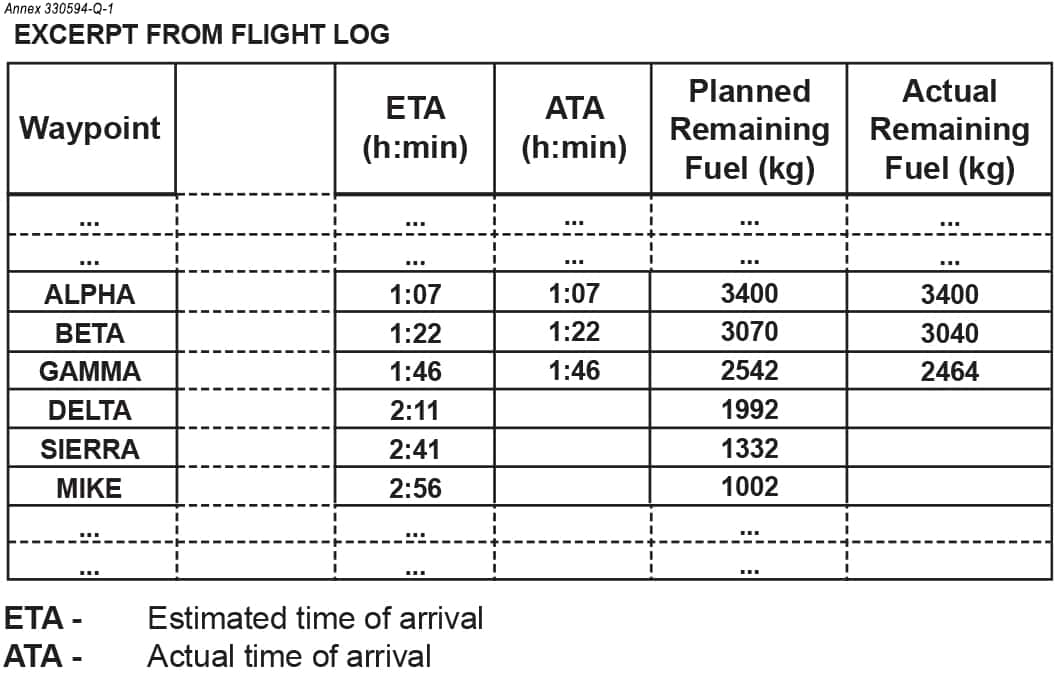 Annex 330594-Q-1
EXCERPT FROM FLIGHT LOG
Waypoint ETA (h:min) ATA (h:min) Planned Remaining Fuel (kg) Actual Remaining Fuel (kg)
... ... ... ... ...
... ... ... ... ...
ALPHA 1:07 1:07 3400 3400
BETA 1:22 1:22 3070 3040
GAMMA 1:46 1:46 2542 2464
DELTA 2:11 1992
SIERRA 2:41 1332
MIKE 2:56 1002
... ... ...
... ... ...
ETA - Estimated time of arrival
ATA - Actual time of arrival